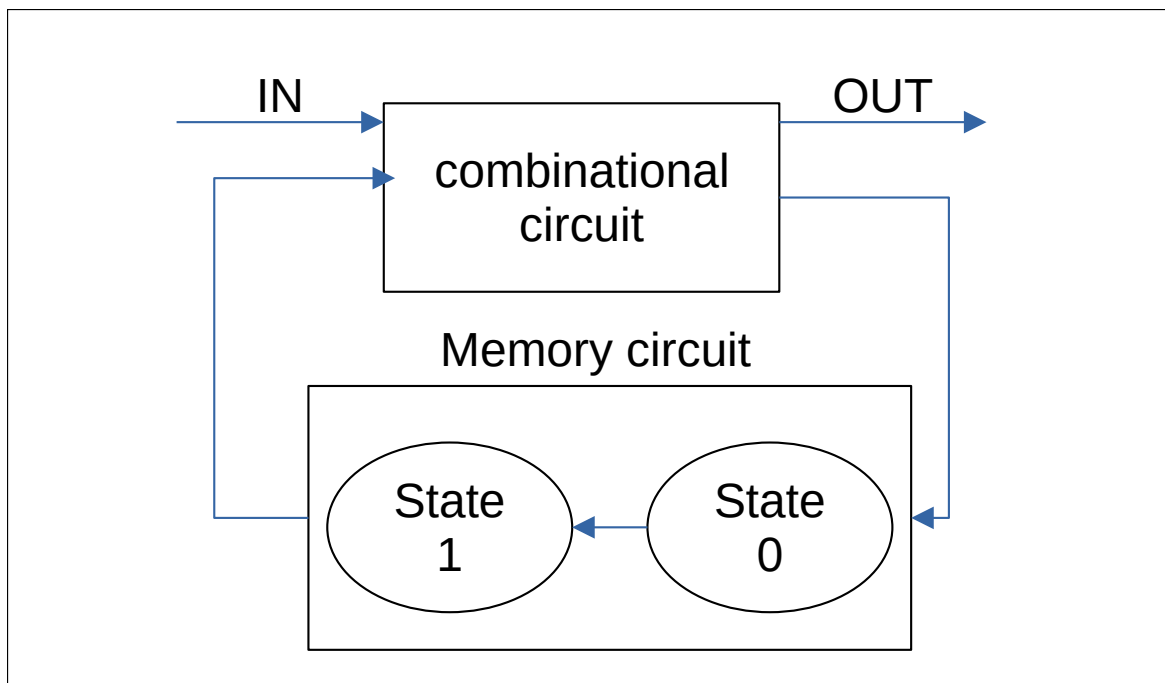 IN
OUT
combinational
circuit
Memory circuit
State
1
State
0